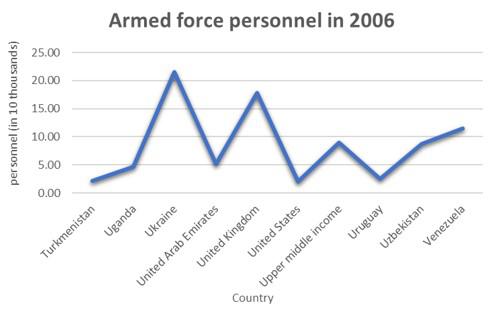 Armed force personnel in 2006
personnel (in 10 thousands)
25.00
20.00
15.00
10.00
5.00
0.00
Turkmenistan
Uganda
Ukraine
United Arab Emirates
United Kingdom
United States
Upper middle income
Uruguay
Uzbekistan
Venezuela
Country